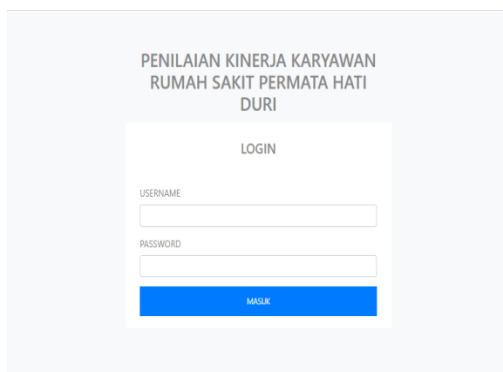 PENILAIAN KINERJA KARYAWAN
RUMAH SAKIT PERMATA HATI
DURI
LOGIN
USERNAME
PASSWORD
MASUK